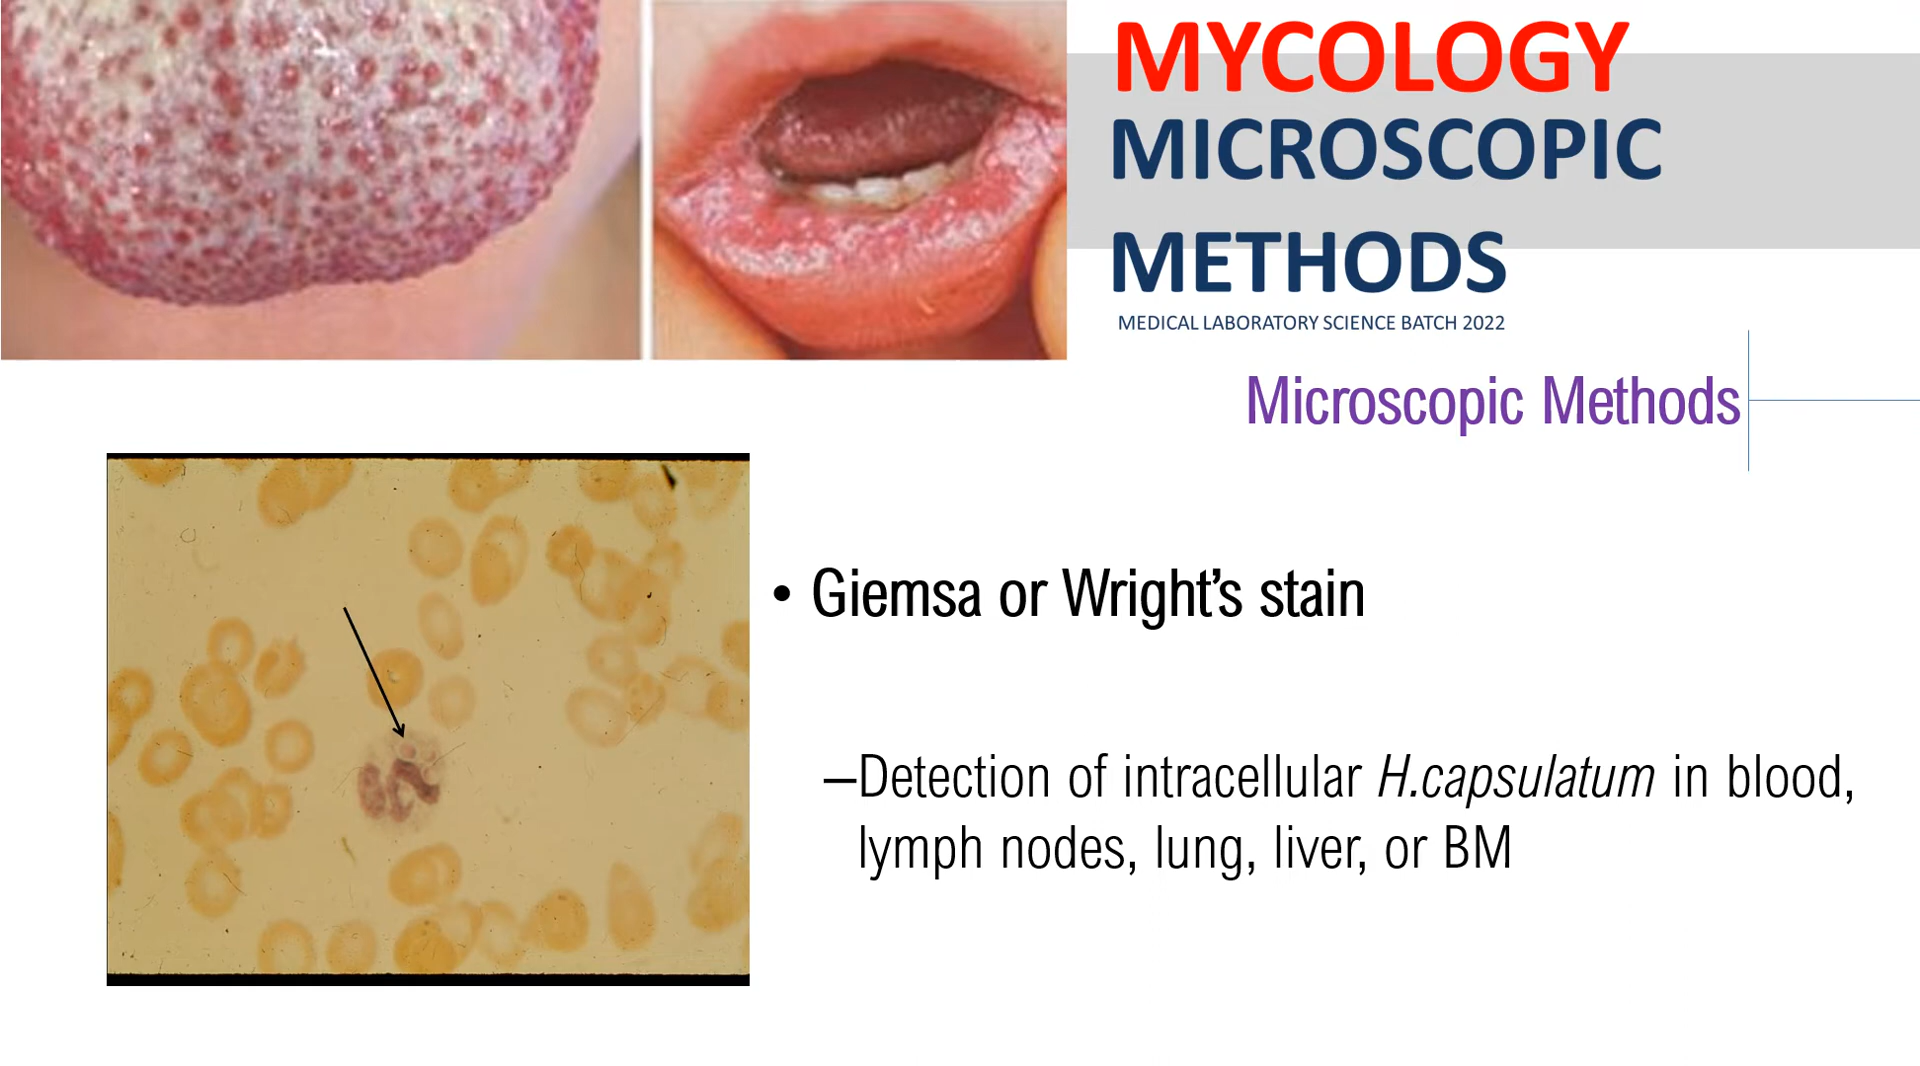 MYCOLOGY
MICROSCOPIC
METHODS
MEDICAL LABORATORY SCIENCE BATCH 2022
Microscopic Methods
• Giemsa or Wright’s stain
–Detection of intracellular H.capsulatum in blood,
lymph nodes, lung, liver, or BM